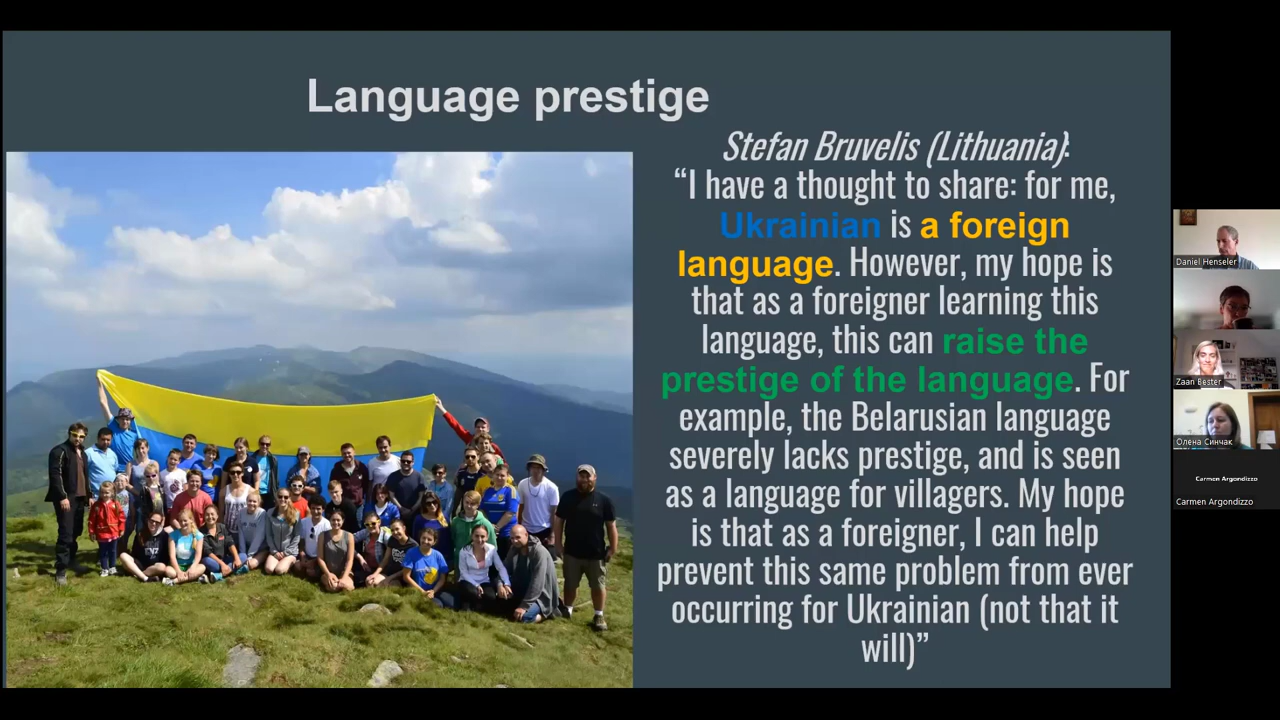 Language prestige
Stefan Bruvelis (Lithuania):
“I have a thought to share: for me,
Ukrainian is a foreign
language. However, my hope is
that as a foreigner learning this
language, this can raise the
prestige of the language. For
example, the Belarusian language
severely lacks prestige, and is seen
as a language for villagers. My hope
is that as a foreigner, I can help
prevent this same problem from ever
occurring for Ukrainian (not that it
will)”
Daniel Henseler
Zaan Bester
Олена Синчак
Carmen Argondizzo
Carmen Argondizzo